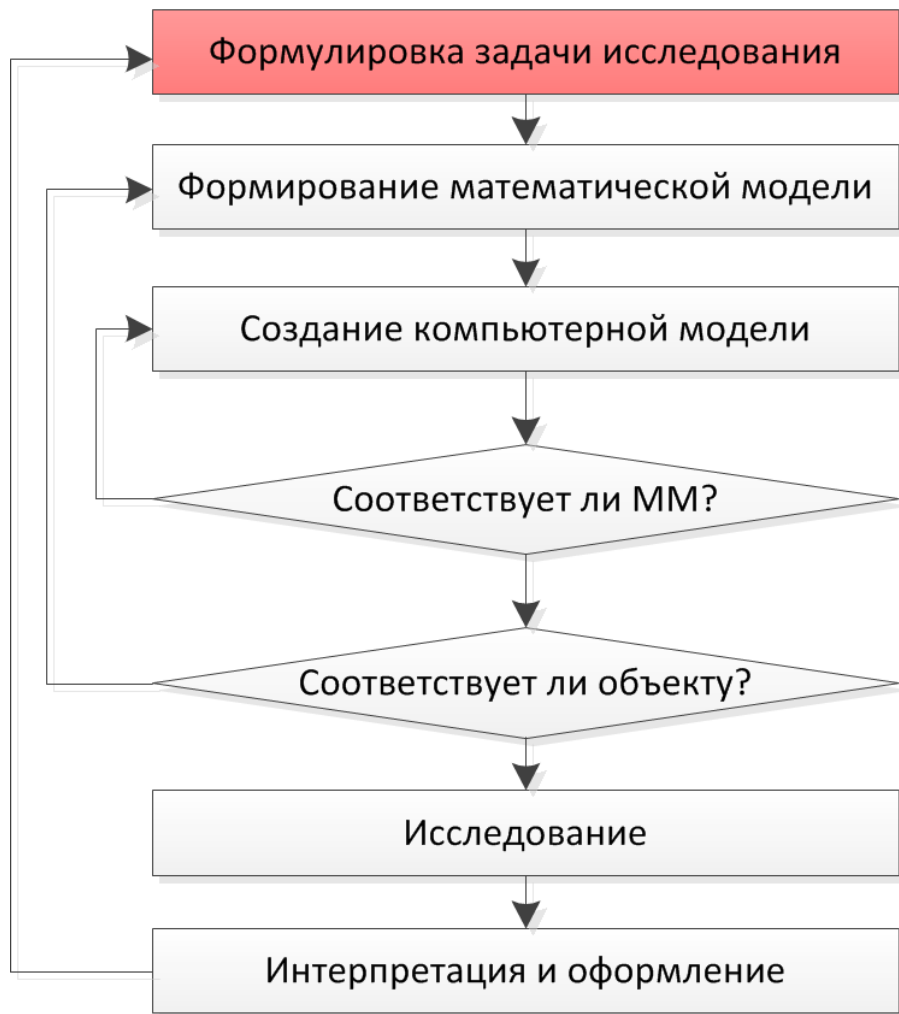 Формулировка задачи исследования
Формирование математической модели
Создание компьютерной модели
Соответствует ли ММ?
Соответствует ли объекту?
Исследование
Интерпретация и оформление